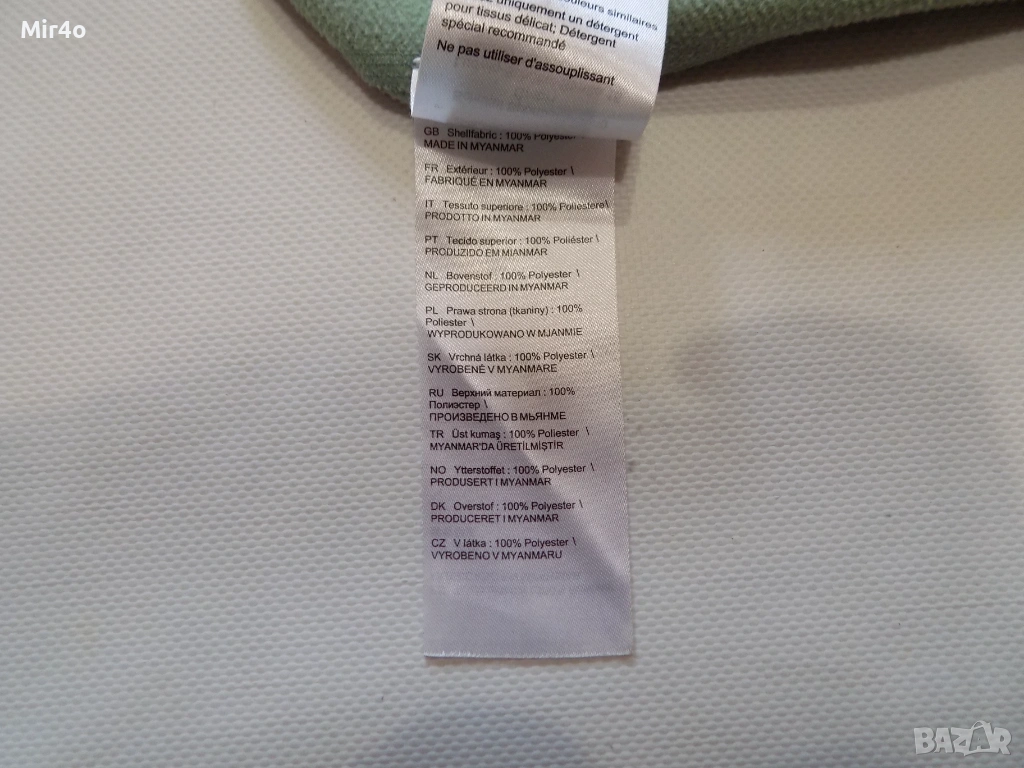 Mir4o
couleurs similaires
uniquement un détergent
pour tissus délicat; Détergent
spécial recommandé
Ne pas utiliser d'assouplissant
GB Shellfabric : 100% Polyester
MADE IN MYANMAR
FR Extérieur : 100% Polyester \
FABRIQUÉ EN MYANMAR
IT Tessuto superiore : 100% Poliestere\
PRODOTTO IN MYANMAR
PT Tecido superior : 100% Poliéster \
PRODUZIDO EM MIANMAR
NL Bovenstof : 100% Polyester \
GEPRODUCEERD IN MYANMAR
PL Prawa strona (tkaniny) : 100%
Poliester \
WYPRODUKOWANO W MJANMIE
SK Vrchná látka : 100% Polyester \
VYROBENÉ V MYANMARE
RU Верхний материал : 100%
Полиэстер \
ПРОИЗВЕДЕНО В МЬЯНМЕ
TR Üst kumaş : 100% Poliester \
MYANMAR'DA ÜRETİLMİŞTİR
NO Ytterstoffet : 100% Polyester \
PRODUSERT I MYANMAR
DK Overstof : 100% Polyester \
PRODUCERET I MYANMAR
CZ V látka : 100% Polyester \
VYROBENO V MYANMARU
BAZAR